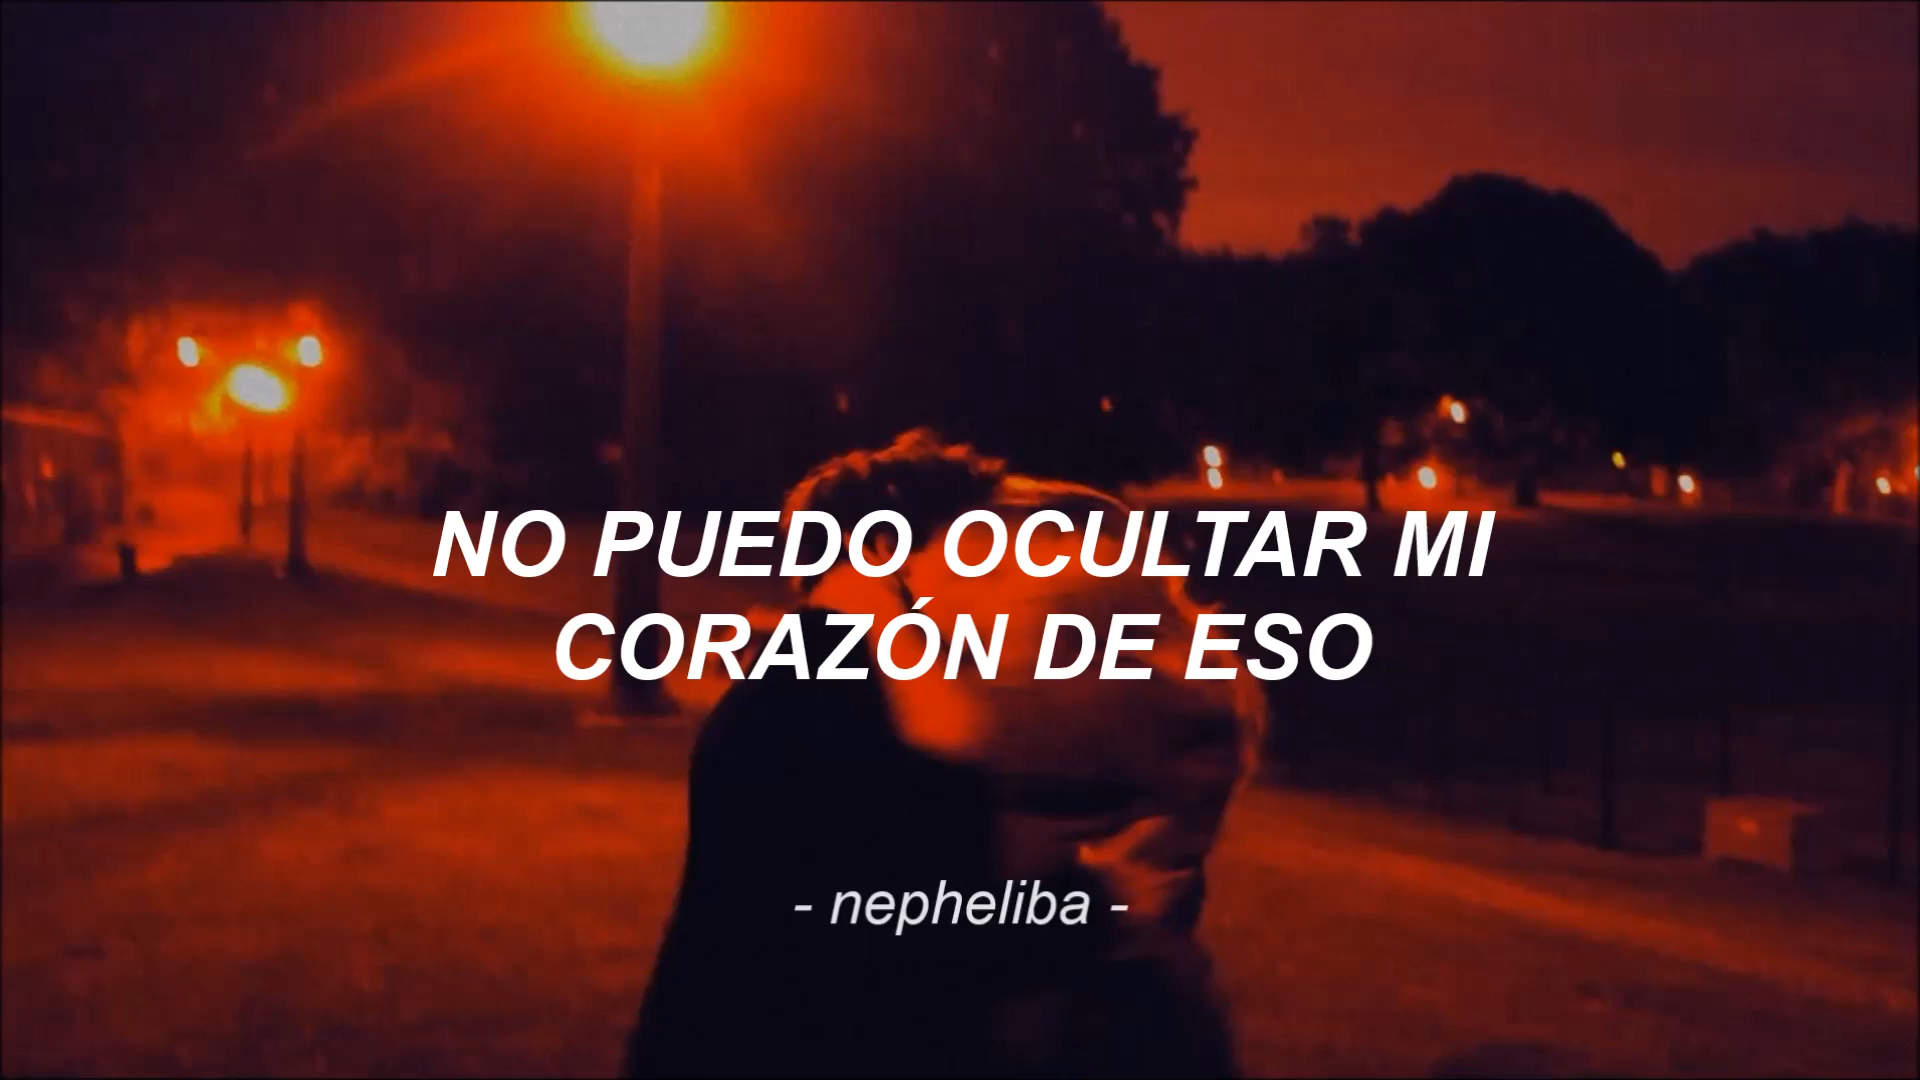 NO PUEDO OCULTAR MI
CORAZÓN DE ESO
- nepheliba -